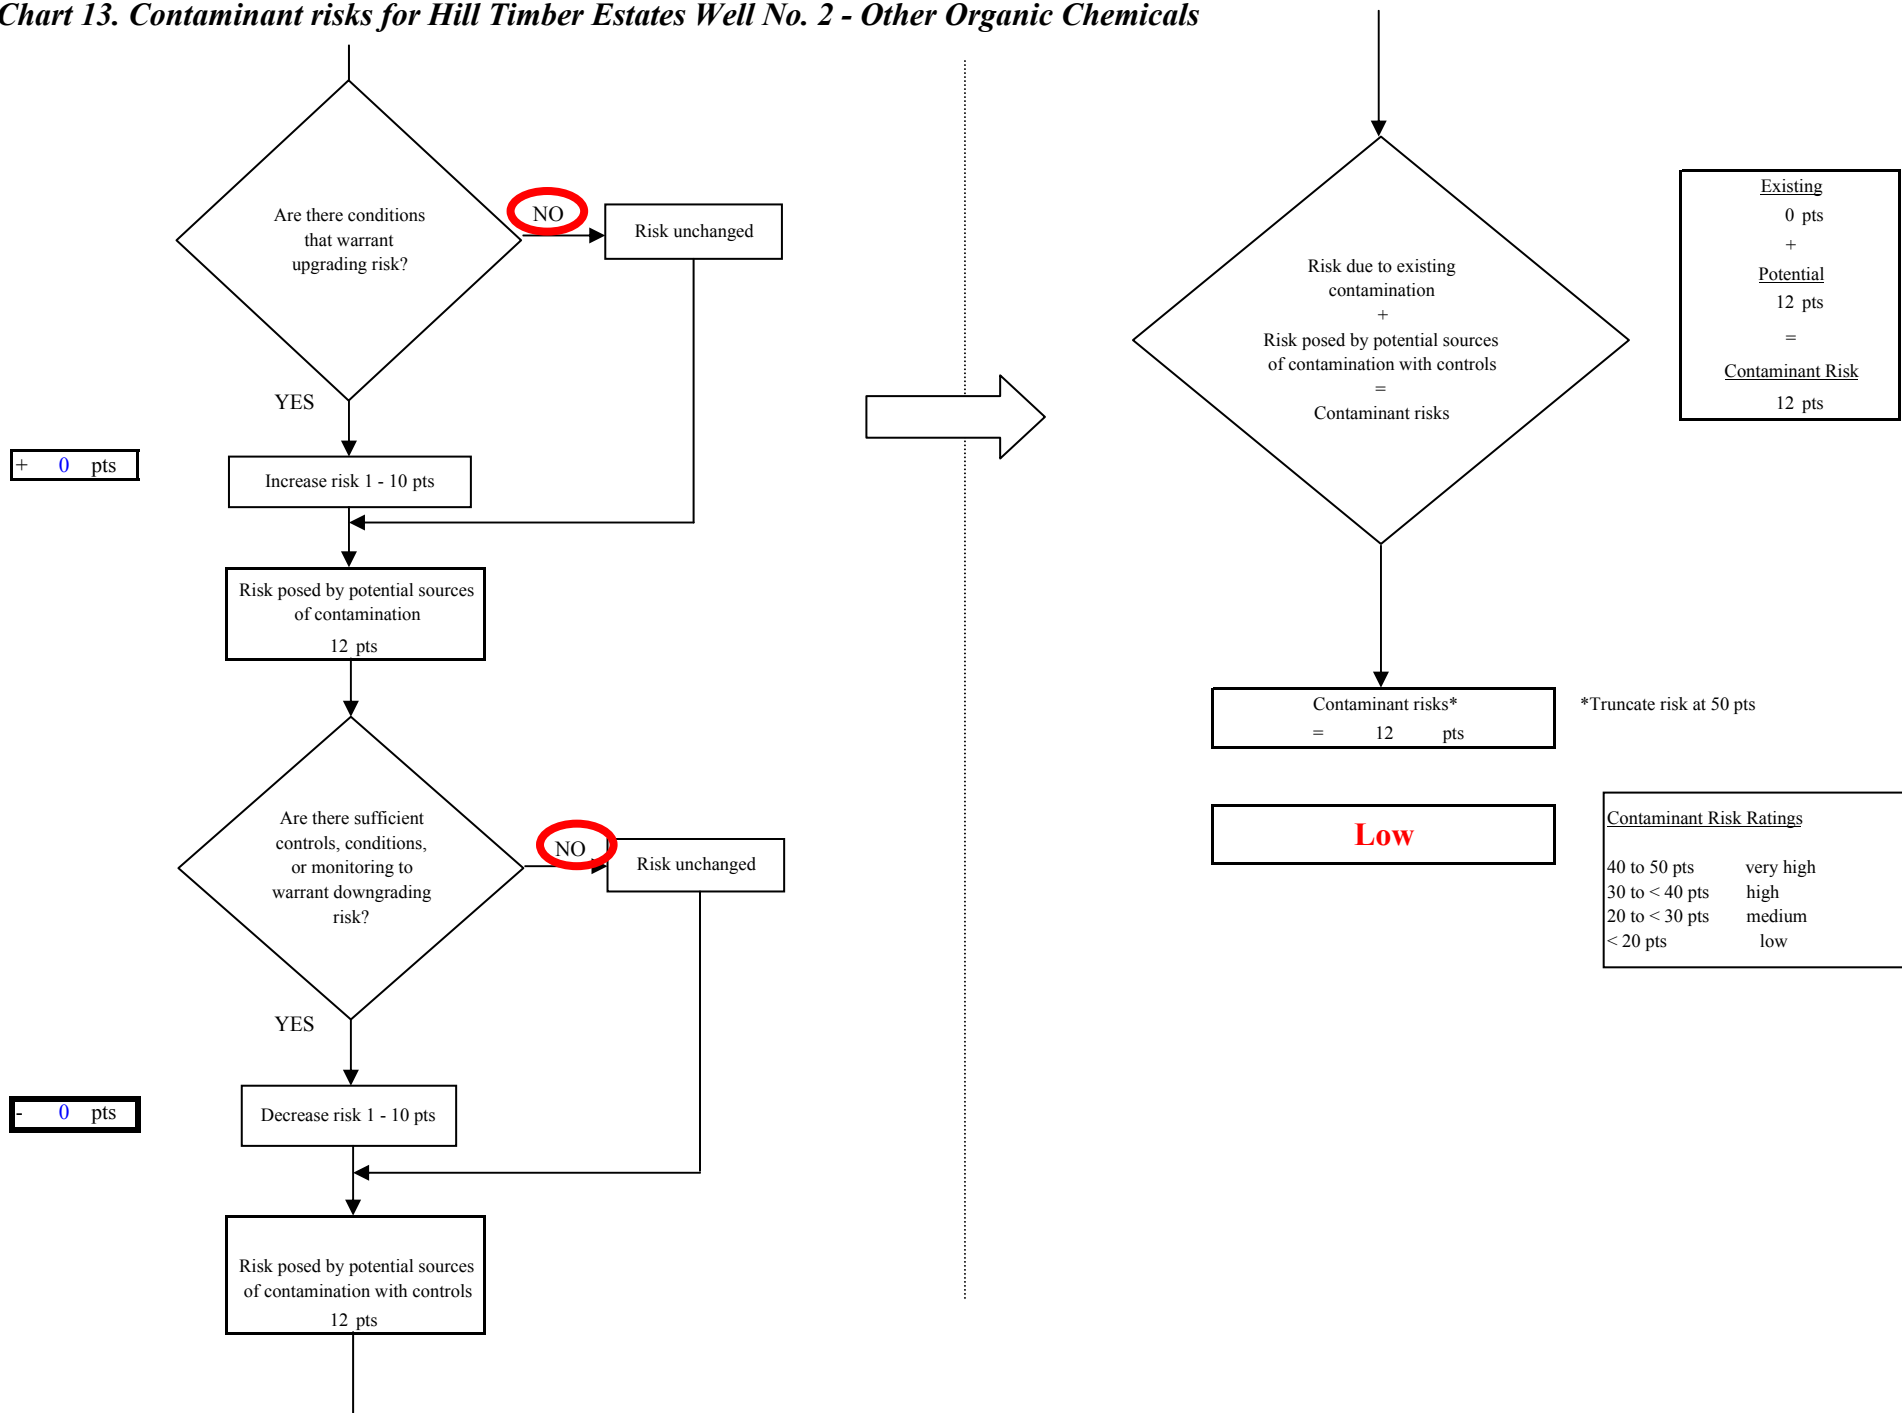 Chart 13. Contaminant risks for Hill Timber Estates Well No. 2 - Other Organic Chemicals
Are there conditions
that warrant
upgrading risk?
NO
Risk unchanged
YES
+ 0 pts
Increase risk 1 - 10 pts
Risk posed by potential sources
of contamination
12 pts
Are there sufficient
controls, conditions,
or monitoring to
warrant downgrading
risk?
NO
Risk unchanged
YES
- 0 pts
Decrease risk 1 - 10 pts
Risk posed by potential sources
of contamination with controls
12 pts
Risk due to existing
contamination
+
Risk posed by potential sources
of contamination with controls
=
Contaminant risks
Existing
0 pts
+
Potential
12 pts
=
Contaminant Risk
12 pts
Contaminant risks*
= 12 pts
*Truncate risk at 50 pts
Low
Contaminant Risk Ratings
40 to 50 pts very high
30 to < 40 pts high
20 to < 30 pts medium
< 20 pts low